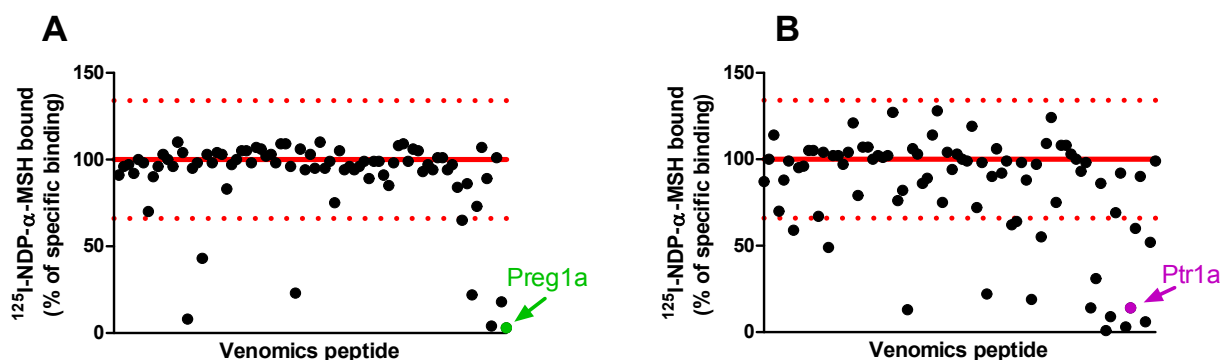 A
150
100
50
0
¹²⁵I-NDP-α-MSH bound
(% of specific binding)
Preg1a
Venomics peptide
B
150
100
50
0
¹²⁵I-NDP-α-MSH bound
(% of specific binding)
Ptr1a
Venomics peptide